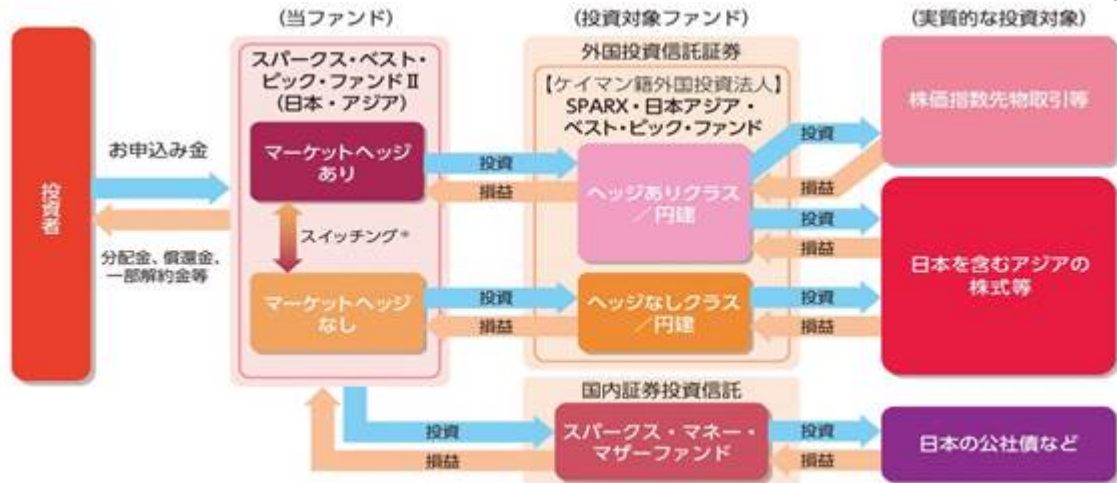 (当ファンド)
(投資対象ファンド)
(実質的な投資対象)
投資者
お申込み金
分配金、償還金、
一部解約金等
スパークス・ベスト・
ピック・ファンドⅡ
(日本・アジア)
マーケットヘッジ
あり
スイッチング*
マーケットヘッジ
なし
投資
損益
投資
損益
外国投資信託証券
【ケイマン籍外国投資法人】
SPARX・日本アジア・
ベスト・ピック・ファンド
ヘッジありクラス
/円建
ヘッジなしクラス
/円建
投資
損益
投資
損益
投資
損益
株価指数先物取引等
日本を含むアジアの
株式等
投資
損益
国内証券投資信託
スパークス・マネー・
マザーファンド
投資
損益
日本の公社債など